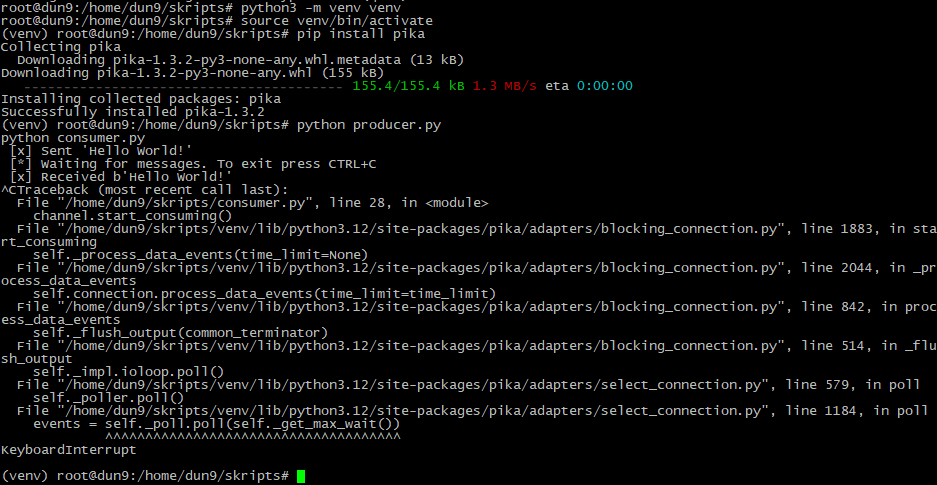 root@dun9:/home/dun9/skripts# python3 -m venv venv
root@dun9:/home/dun9/skripts# source venv/bin/activate
(venv) root@dun9:/home/dun9/skripts# pip install pika
Collecting pika
  Downloading pika-1.3.2-py3-none-any.whl.metadata (13 kB)
Downloading pika-1.3.2-py3-none-any.whl (155 kB)
   ---------------------------------------- 155.4/155.4 kB 1.3 MB/s eta 0:00:00
Installing collected packages: pika
Successfully installed pika-1.3.2
(venv) root@dun9:/home/dun9/skripts# python producer.py
python consumer.py
 [x] Sent 'Hello World!'
 [*] Waiting for messages. To exit press CTRL+C
 [x] Received b'Hello World!'
^CTraceback (most recent call last):
  File "/home/dun9/skripts/consumer.py", line 28, in <module>
    channel.start_consuming()
  File "/home/dun9/skripts/venv/lib/python3.12/site-packages/pika/adapters/blocking_connection.py", line 1883, in sta
rt_consuming
    self._process_data_events(time_limit=None)
  File "/home/dun9/skripts/venv/lib/python3.12/site-packages/pika/adapters/blocking_connection.py", line 2044, in _pr
ocess_data_events
    self.connection.process_data_events(time_limit=time_limit)
  File "/home/dun9/skripts/venv/lib/python3.12/site-packages/pika/adapters/blocking_connection.py", line 842, in proc
ess_data_events
    self._flush_output(common_terminator)
  File "/home/dun9/skripts/venv/lib/python3.12/site-packages/pika/adapters/blocking_connection.py", line 514, in _flu
sh_output
    self._impl.ioloop.poll()
  File "/home/dun9/skripts/venv/lib/python3.12/site-packages/pika/adapters/select_connection.py", line 579, in poll
    self._poller.poll()
  File "/home/dun9/skripts/venv/lib/python3.12/site-packages/pika/adapters/select_connection.py", line 1184, in poll
    events = self._poll.poll(self._get_max_wait())
             ^^^^^^^^^^^^^^^^^^^^^^^^^^^^^^^^^^^^^
KeyboardInterrupt
(venv) root@dun9:/home/dun9/skripts#